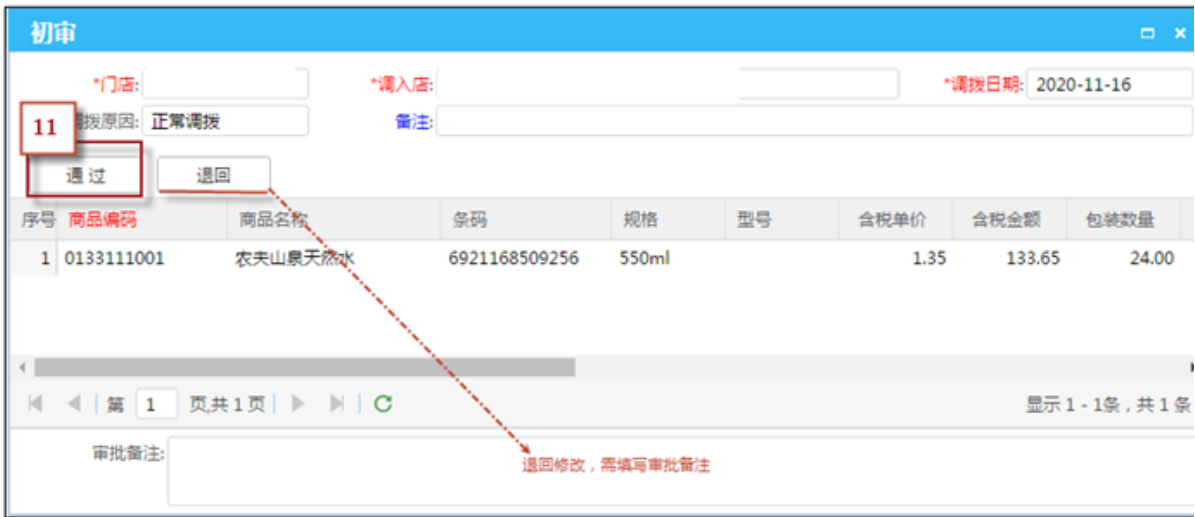 初审
*门店:
*调入店:
*调拨日期: 2020-11-16
11
拨原因: 正常调拨
备注:
通过
退回
序号 商品编码 商品名称 条码 规格 型号 含税单价 含税金额 包装数量
1 0133111001 农夫山泉天然水 6921168509256 550ml 1.35 133.65 24.00
第 1 页,共1页
显示1 - 1条，共1条
审批备注:
退回修改，需填写审批备注